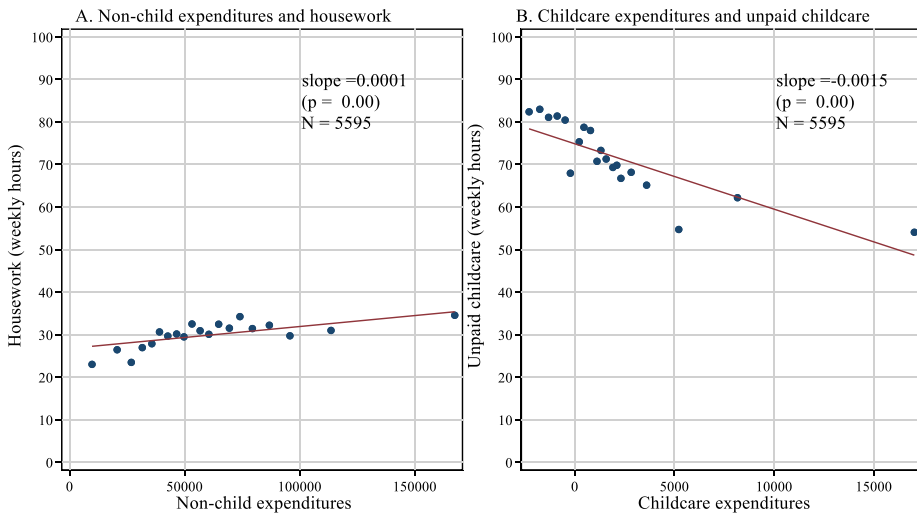 A. Non-child expenditures and housework
100
90
80
70
60
50
40
30
20
10
0
Housework (weekly hours)
slope =0.0001
(p =  0.00)
N = 5595
0
50000
100000
150000
Non-child expenditures
B. Childcare expenditures and unpaid childcare
100
90
80
70
60
50
40
30
20
10
0
Unpaid childcare (weekly hours)
slope =-0.0015
(p =  0.00)
N = 5595
0
5000
10000
15000
Childcare expenditures